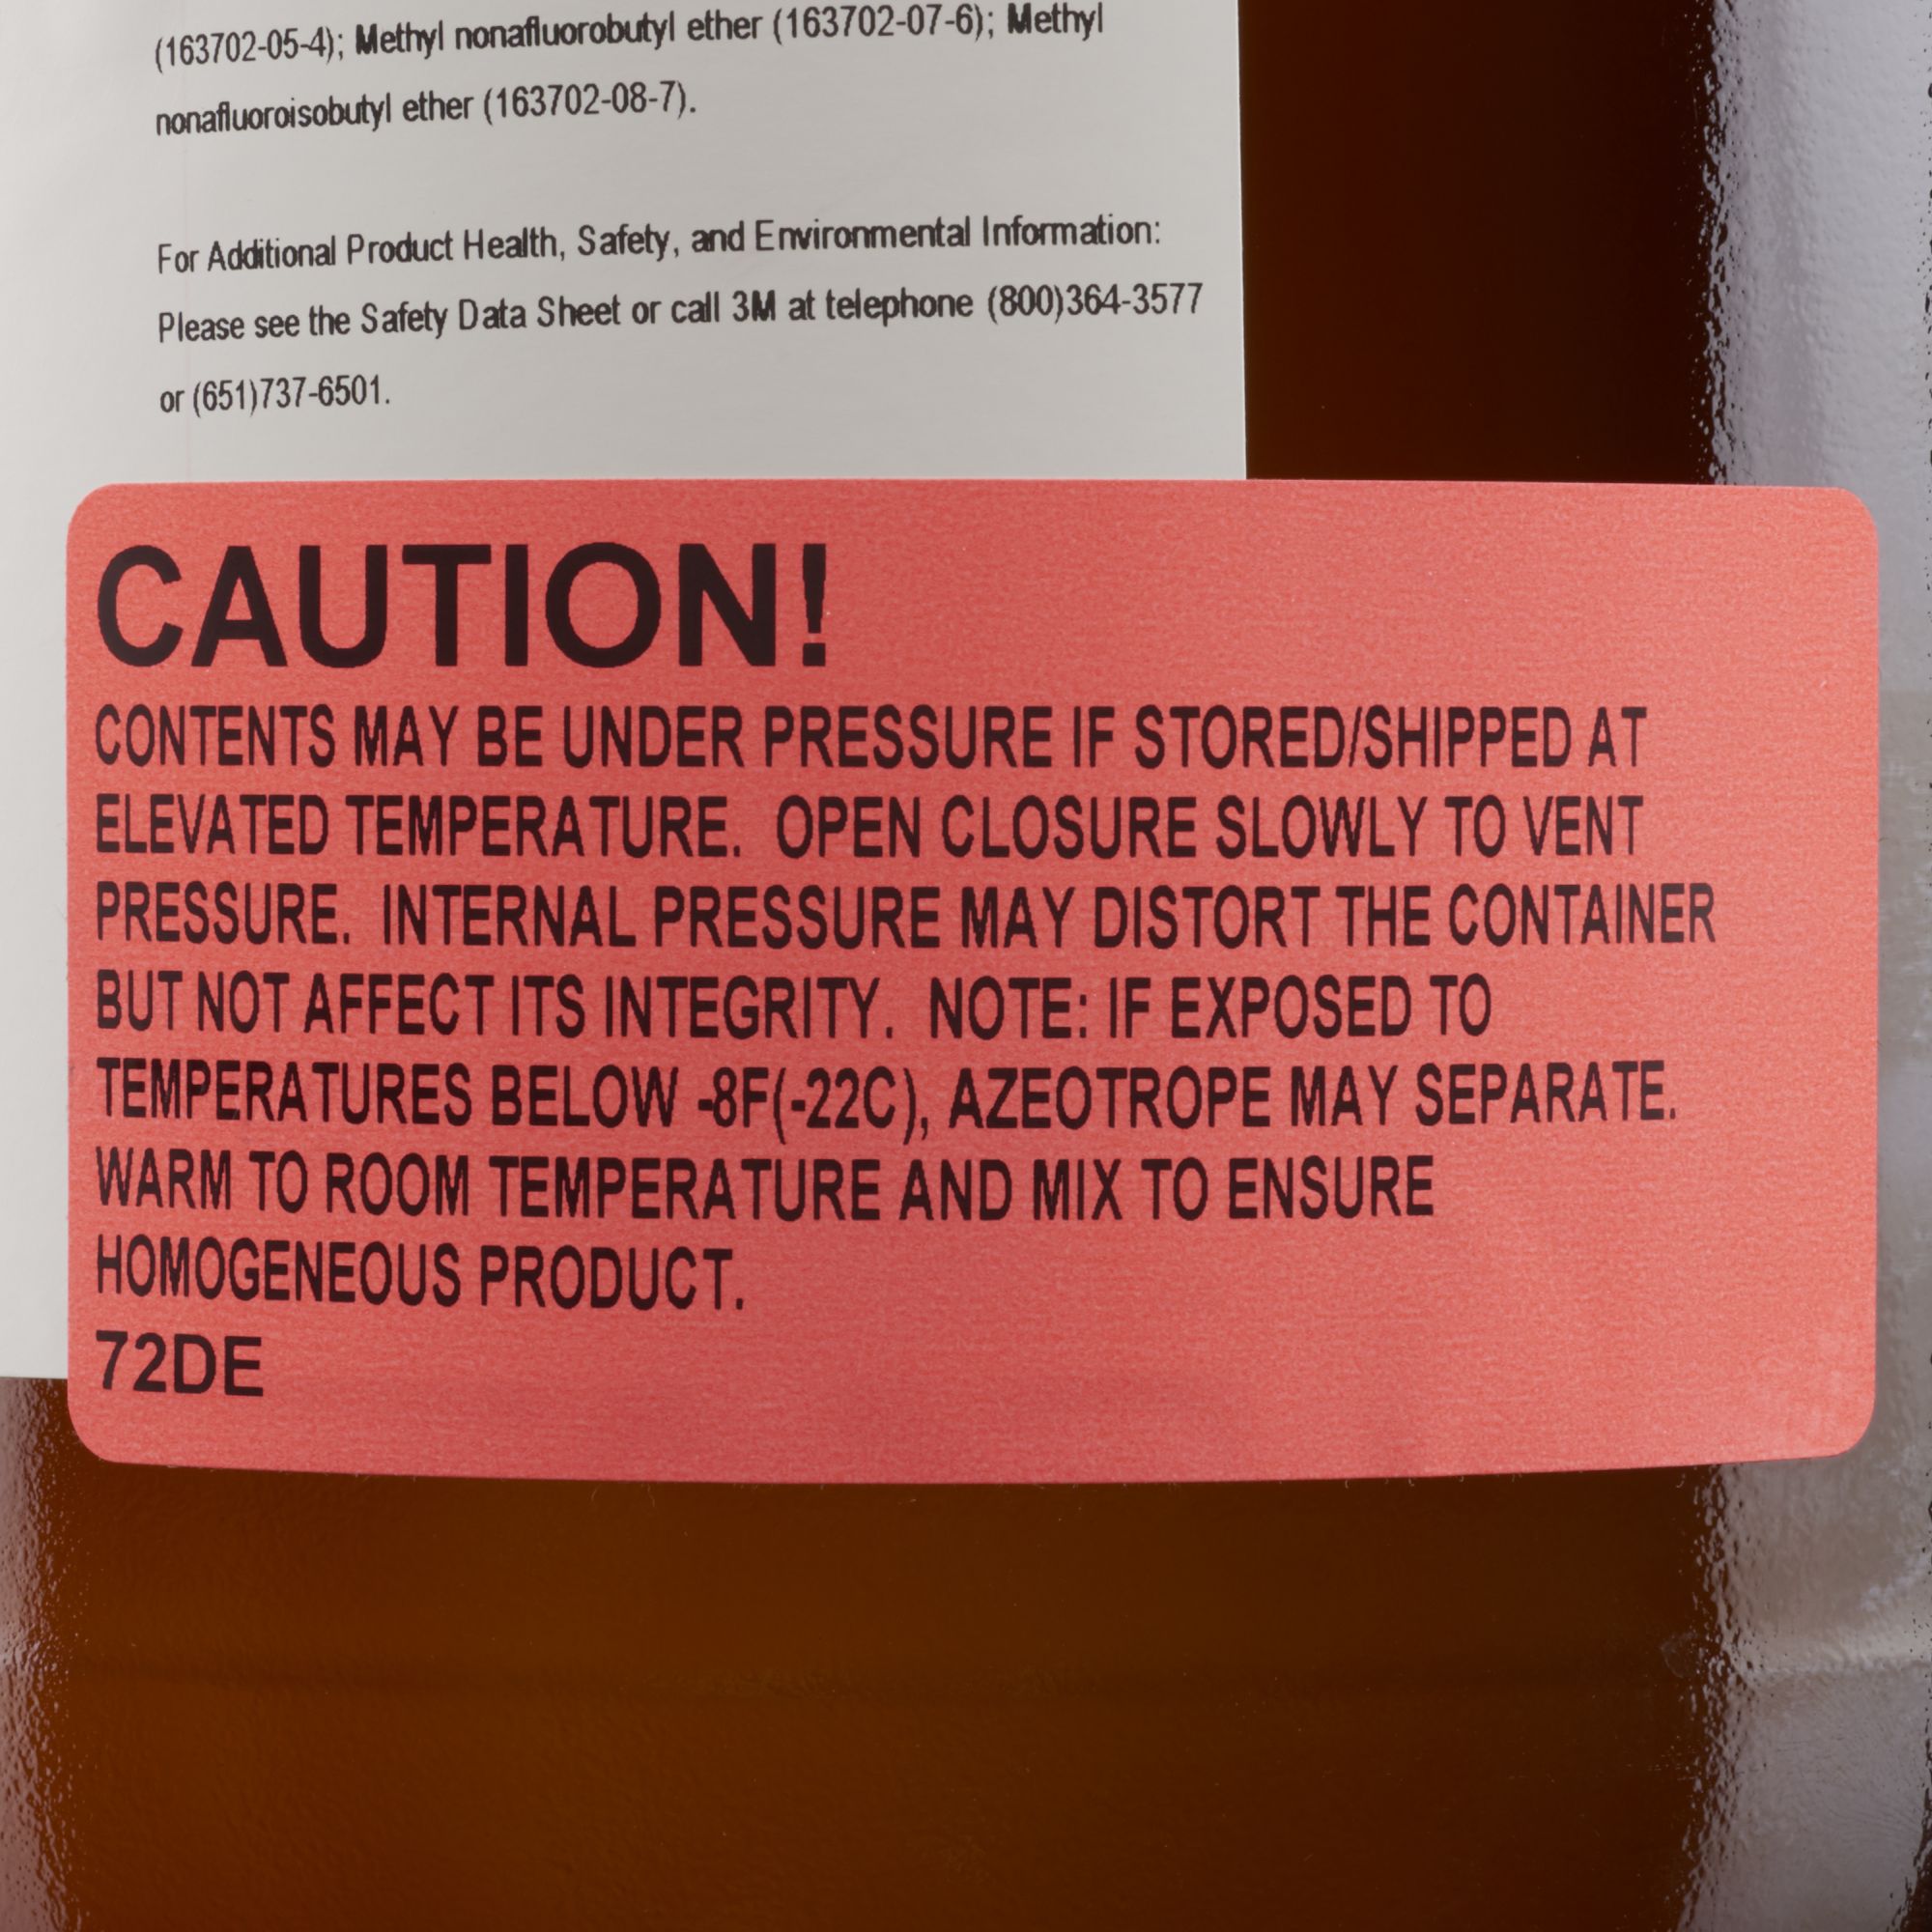 (163702-05-4); Methyl nonafluorobutyl ether (163702-07-6); Methyl
nonafluoroisobutyl ether (163702-08-7).
For Additional Product Health, Safety, and Environmental Information:
Please see the Safety Data Sheet or call 3M at telephone (800)364-3577
or (651)737-6501.
CAUTION!
CONTENTS MAY BE UNDER PRESSURE IF STORED/SHIPPED AT
ELEVATED TEMPERATURE. OPEN CLOSURE SLOWLY TO VENT
PRESSURE. INTERNAL PRESSURE MAY DISTORT THE CONTAINER
BUT NOT AFFECT ITS INTEGRITY. NOTE: IF EXPOSED TO
TEMPERATURES BELOW -8F(-22C), AZEOTROPE MAY SEPARATE.
WARM TO ROOM TEMPERATURE AND MIX TO ENSURE
HOMOGENEOUS PRODUCT.
72DE